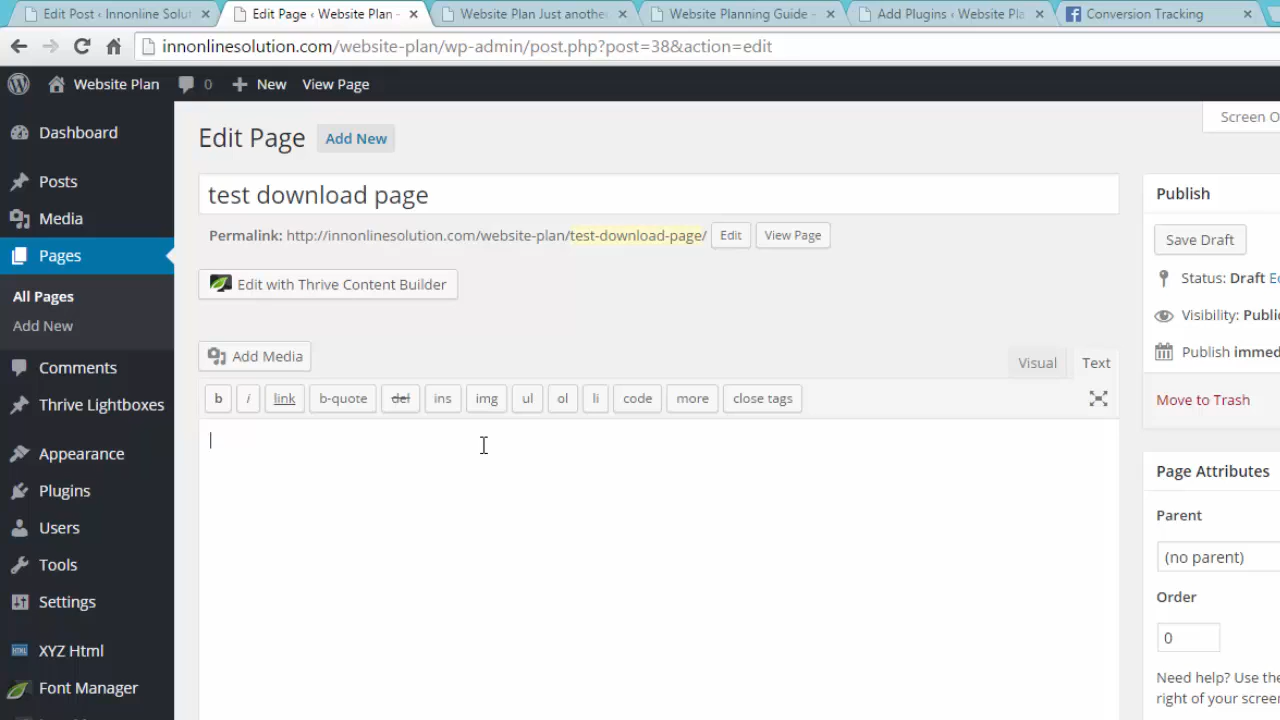 Edit Post ‹ Innonline Solut
Edit Page ‹ Website Plan -
Website Plan Just anothe
Website Planning Guide -
Add Plugins ‹ Website Pla
Conversion Tracking
innonlinesolution.com/website-plan/wp-admin/post.php?post=38&action=edit
Website Plan 0 New View Page
Dashboard
Posts
Media
Pages
All Pages
Add New
Comments
Thrive Lightboxes
Appearance
Plugins
Users
Tools
Settings
XYZ Html
Font Manager
Screen O
Edit Page Add New
test download page
Permalink: http://innonlinesolution.com/website-plan/test-download-page/ Edit View Page
Edit with Thrive Content Builder
Add Media
Visual Text
b i link b-quote del ins img ul ol li code more close tags
Publish
Save Draft
Status: Draft Ed
Visibility: Publi
Publish immed
Move to Trash
Page Attributes
Parent
(no parent)
Order
0
Need help? Use the
right of your screen